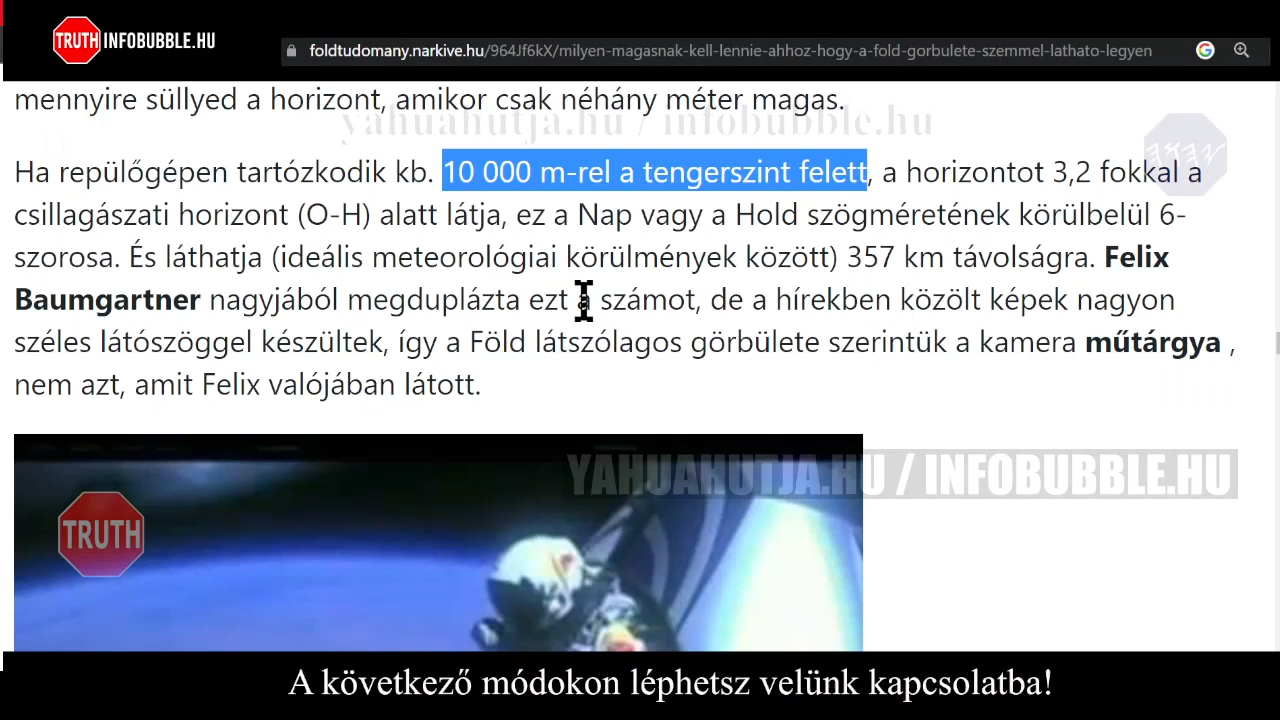 TRUTH INFOBUBBLE.HU
foldtudomany.narkive.hu/964Jf6kX/milyen-magasnak-kell-lennie-ahhoz-hogy-a-fold-gorbulete-szemmel-lathato-legyen
mennyire süllyed a horizont, amikor csak néhány méter magas.
yahuahutja.hu / infobubble.hu
Ha repülőgépen tartózkodik kb. 10 000 m-rel a tengerszint felett, a horizontot 3,2 fokkal a
csillagászati horizont (O-H) alatt látja, ez a Nap vagy a Hold szögméretének körülbelül 6-
szorosa. És láthatja (ideális meteorológiai körülmények között) 357 km távolságra. Felix
Baumgartner nagyjából megduplázta ezt a számot, de a hírekben közölt képek nagyon
széles látószöggel készültek, így a Föld látszólagos görbülete szerintük a kamera műtárgya ,
nem azt, amit Felix valójában látott.
YAHUAHUTJA.HU / INFOBUBBLE.HU
TRUTH
A következő módokon léphetsz velünk kapcsolatba!